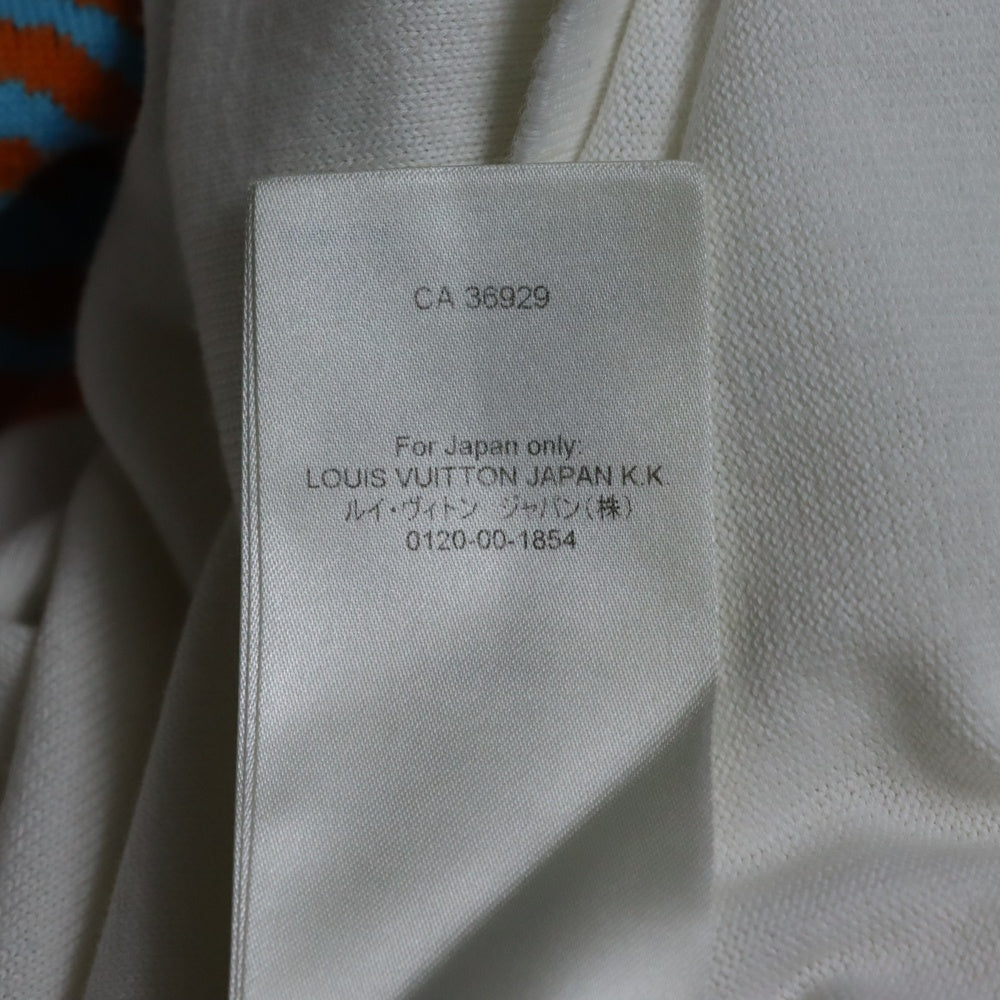 CA 36929
For Japan only:
LOUIS VUITTON JAPAN K.K
ルイ・ヴィトン ジャパン(株)
0120-00-1854